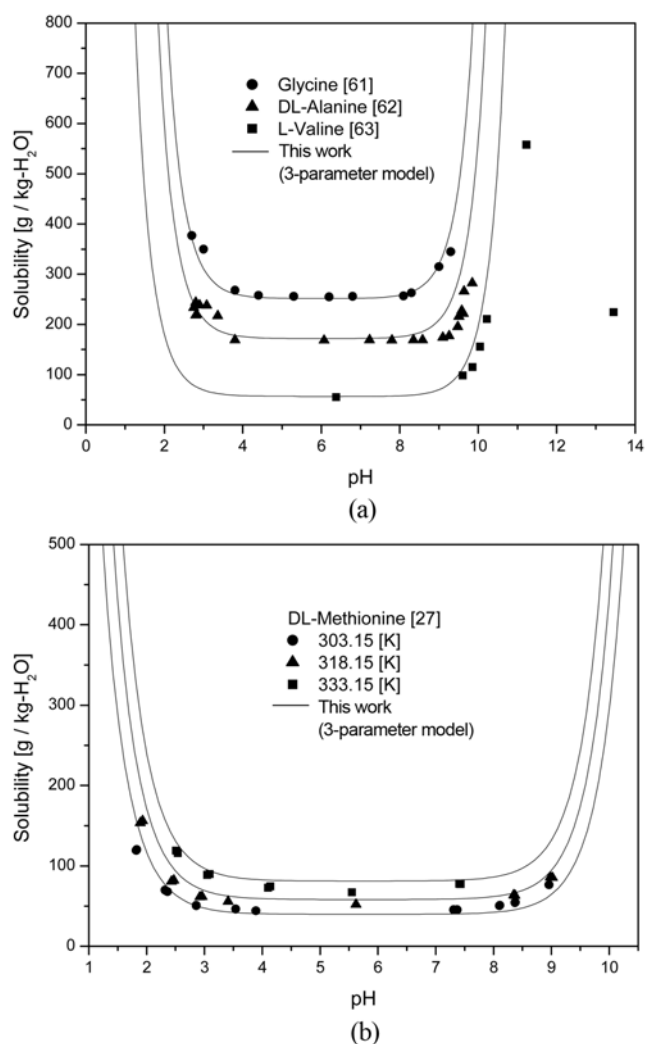 800
700
600
500
400
300
200
100
0
Solubility [g / kg-H₂O]
Glycine [61]
DL-Alanine [62]
L-Valine [63]
This work
(3-parameter model)
0 2 4 6 8 10 12 14
pH
(a)
500
400
300
200
100
0
Solubility [g / kg-H₂O]
DL-Methionine [27]
303.15 [K]
318.15 [K]
333.15 [K]
This work
(3-parameter model)
1 2 3 4 5 6 7 8 9 10
pH
(b)